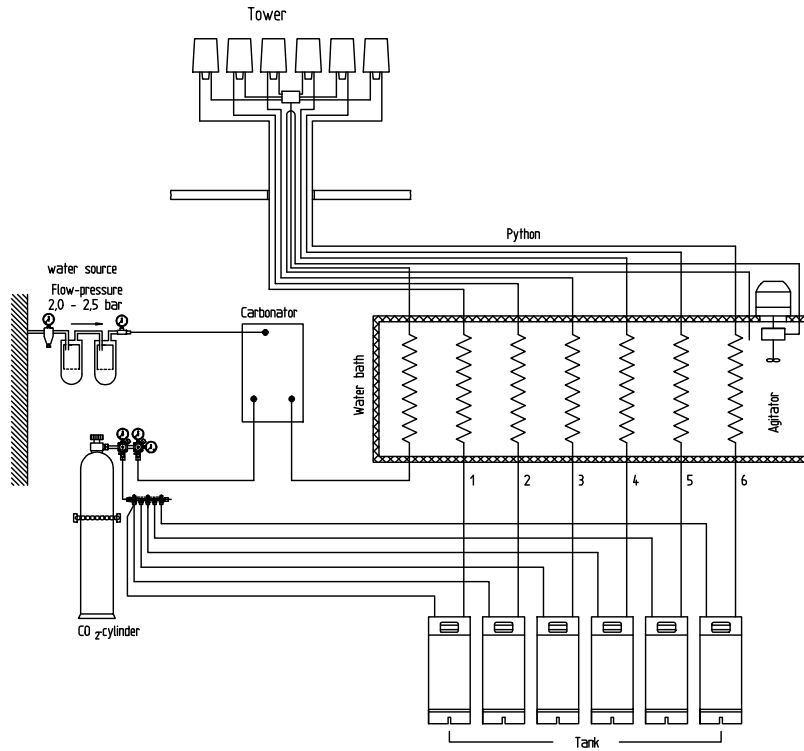 Tower
Python
water source
Flow-pressure
2,0 - 2,5 bar
Carbonator
Water bath
Agitator
1 2 3 4 5 6
CO 2-cylinder
Tank